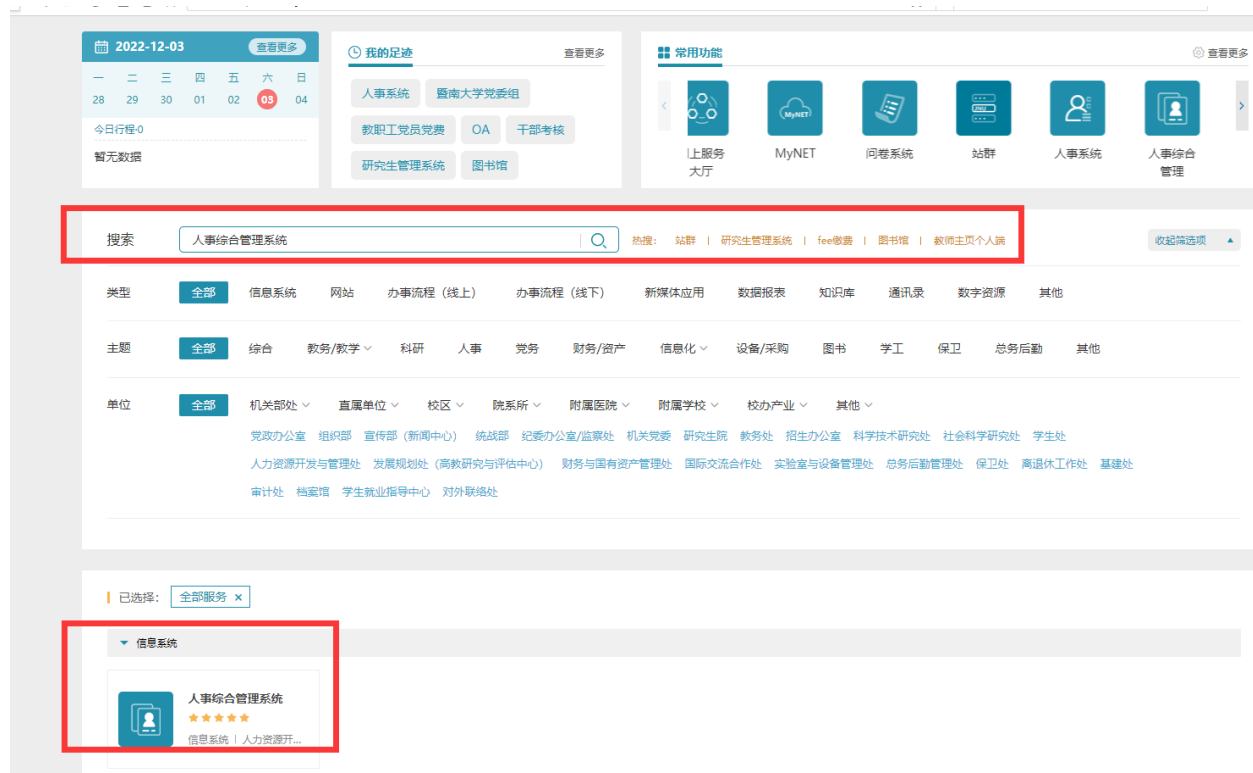 2022-12-03 查看更多
一 二 三 四 五 六 日
28 29 30 01 02 03 04
今日行程-0
暂无数据
我的足迹 查看更多
人事系统 暨南大学党委组
教职工党员党费 OA 干部考核
研究生管理系统 图书馆
常用功能 查看更多
MyNET
JNU
上服务 MyNET 问卷系统 站群 人事系统 人事综合
大厅 管理
搜索 人事综合管理系统 热搜: 站群 | 研究生管理系统 | fee缴费 | 图书馆 | 教师主页个人端 收起筛选项
类型 全部 信息系统 网站 办事流程（线上） 办事流程（线下） 新媒体应用 数据报表 知识库 通讯录 数字资源 其他
主题 全部 综合 教务/教学 科研 人事 党务 财务/资产 信息化 设备/采购 图书 学工 保卫 总务后勤 其他
单位 全部 机关部处 直属单位 校区 院系所 附属医院 附属学校 校办产业 其他
党政办公室 组织部 宣传部（新闻中心） 统战部 纪委办公室/监察处 机关党委 研究生院 教务处 招生办公室 科学技术研究处 社会科学研究处 学生处
人力资源开发与管理处 发展规划处（高教研究与评估中心） 财务与国有资产管理处 国际交流合作处 实验室与设备管理处 总务后勤管理处 保卫处 离退休工作处 基建处
审计处 档案馆 学生就业指导中心 对外联络处
已选择: 全部服务 ×
信息系统
人事综合管理系统
信息系统 | 人力资源开...